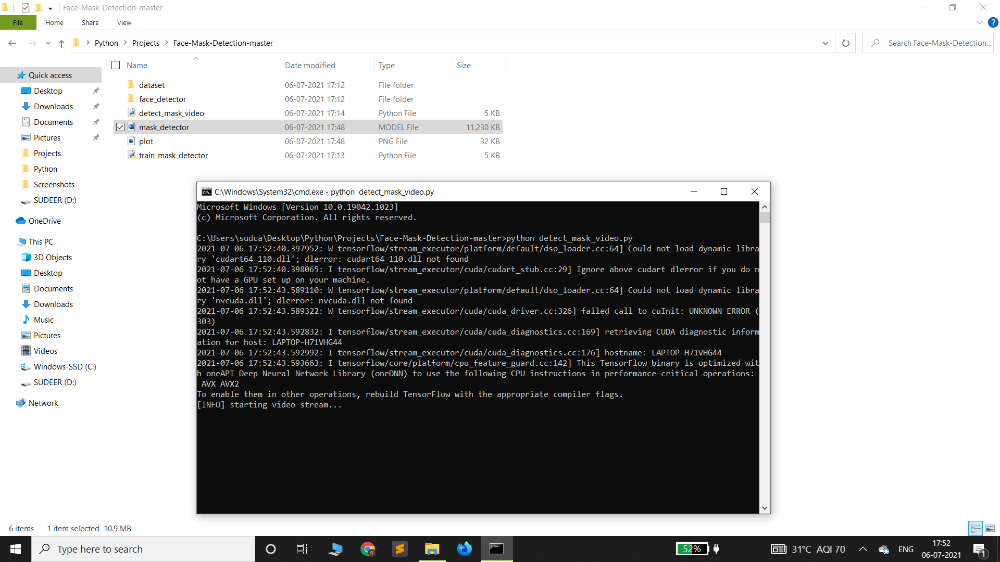 Face-Mask-Detection-master
File Home Share View
Python Projects Face-Mask-Detection-master
Search Face-Mask-Detection...
Name Date modified Type Size
dataset 06-07-2021 17:12 File folder
face_detector 06-07-2021 17:12 File folder
detect_mask_video 06-07-2021 17:14 Python File 5 KB
mask_detector 06-07-2021 17:48 MODEL File 11,230 KB
plot 06-07-2021 17:48 PNG File 32 KB
train_mask_detector 06-07-2021 17:13 Python File 5 KB
Quick access
Desktop
Downloads
Documents
Pictures
Projects
Python
Screenshots
SUDEER (D:)
OneDrive
This PC
3D Objects
Desktop
Documents
Downloads
Music
Pictures
Videos
Windows-SSD (C:)
SUDEER (D:)
Network
C:\Windows\System32\cmd.exe - python  detect_mask_video.py
Microsoft Windows [Version 10.0.19042.1023]
(c) Microsoft Corporation. All rights reserved.
C:\Users\sudca\Desktop\Python\Projects\Face-Mask-Detection-master>python detect_mask_video.py
2021-07-06 17:52:40.397952: W tensorflow/stream_executor/platform/default/dso_loader.cc:64] Could not load dynamic libra
ry 'cudart64_110.dll'; dlerror: cudart64_110.dll not found
2021-07-06 17:52:40.398065: I tensorflow/stream_executor/cuda/cudart_stub.cc:29] Ignore above cudart dlerror if you do n
ot have a GPU set up on your machine.
2021-07-06 17:52:43.589110: W tensorflow/stream_executor/platform/default/dso_loader.cc:64] Could not load dynamic libra
ry 'nvcuda.dll'; dlerror: nvcuda.dll not found
2021-07-06 17:52:43.589322: W tensorflow/stream_executor/cuda/cuda_driver.cc:326] failed call to cuInit: UNKNOWN ERROR (
303)
2021-07-06 17:52:43.592832: I tensorflow/stream_executor/cuda/cuda_diagnostics.cc:169] retrieving CUDA diagnostic inform
ation for host: LAPTOP-H71VHG44
2021-07-06 17:52:43.592992: I tensorflow/stream_executor/cuda/cuda_diagnostics.cc:176] hostname: LAPTOP-H71VHG44
2021-07-06 17:52:43.593663: I tensorflow/core/platform/cpu_feature_guard.cc:142] This TensorFlow binary is optimized wit
h oneAPI Deep Neural Network Library (oneDNN) to use the following CPU instructions in performance-critical operations:
AVX AVX2
To enable them in other operations, rebuild TensorFlow with the appropriate compiler flags.
[INFO] starting video stream...
6 items 1 item selected 10.9 MB
Type here to search
52%
31°C AQI 70
ENG
17:52
06-07-2021
1